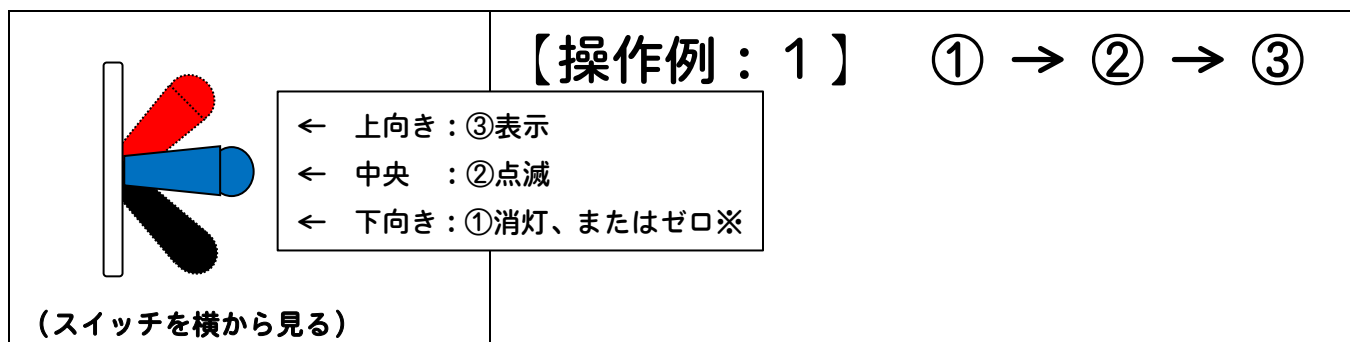 【操作例：１】　①→②→③
←　上向き：③表示
←　中央　：②点滅
←　下向き：①消灯、またはゼロ※
（スイッチを横から見る）